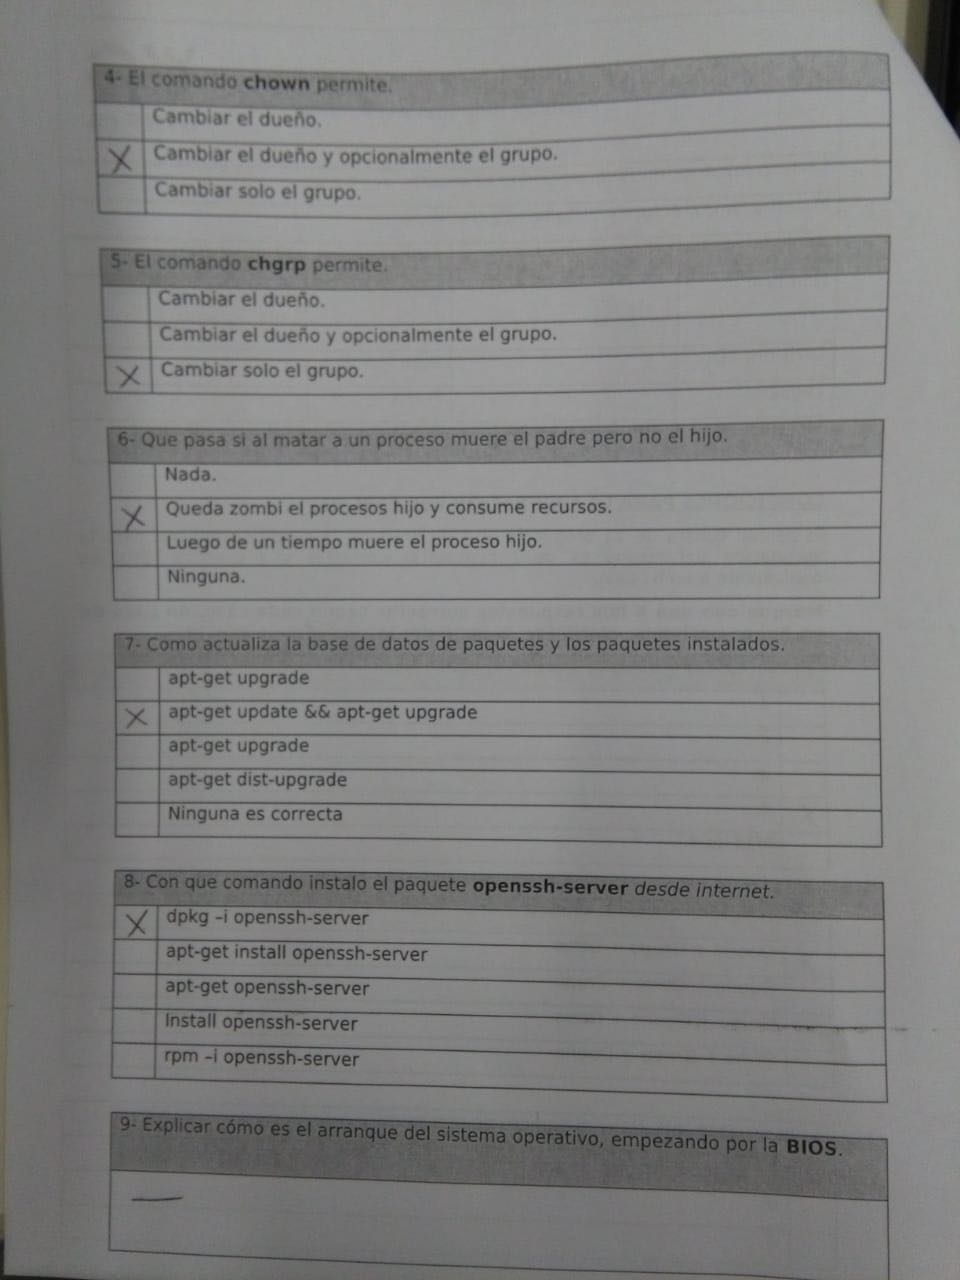 4- El comando chown permite.
Cambiar el dueño.
X Cambiar el dueño y opcionalmente el grupo.
Cambiar solo el grupo.
5- El comando chgrp permite.
Cambiar el dueño.
Cambiar el dueño y opcionalmente el grupo.
X Cambiar solo el grupo.
6- Que pasa si al matar a un proceso muere el padre pero no el hijo.
Nada.
X Queda zombi el procesos hijo y consume recursos.
Luego de un tiempo muere el proceso hijo.
Ninguna.
7- Como actualiza la base de datos de paquetes y los paquetes instalados.
apt-get upgrade
X apt-get update && apt-get upgrade
apt-get upgrade
apt-get dist-upgrade
Ninguna es correcta
8- Con que comando instalo el paquete openssh-server desde internet.
X dpkg –i openssh-server
apt-get install openssh-server
apt-get openssh-server
Install openssh-server
rpm –i openssh-server
9- Explicar cómo es el arranque del sistema operativo, empezando por la BIOS.